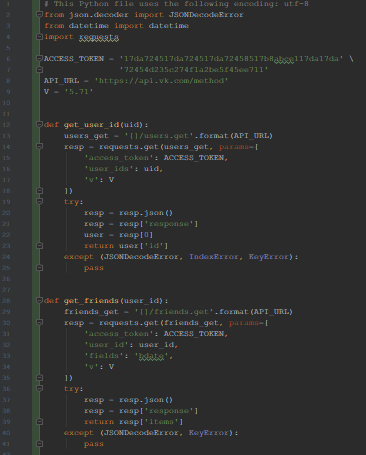 # This Python file uses the following encoding: utf-8
from json.decoder import JSONDecodeError
from datetime import datetime
import requests
ACCESS_TOKEN = \
API_URL = 'https://api.vk.com/method'
V = '5.71'
def get_user_id(uid):
users_get = '{}/users.get'.format(API_URL)
resp = requests.get(users_get, params={
'access_token': ACCESS_TOKEN,
'user_ids': uid,
'v': V
})
try:
resp = resp.json()
resp = resp['response']
user = resp[0]
return user['id']
except (JSONDecodeError, IndexError, KeyError):
pass
def get_friends(user_id):
friends_get = '{}/friends.get'.format(API_URL)
resp = requests.get(friends_get, params={
'access_token': ACCESS_TOKEN,
'user_id': user_id,
'fields': 'bdate',
'v': V
})
try:
resp = resp.json()
resp = resp['response']
return resp['items']
except (JSONDecodeError, KeyError):
pass